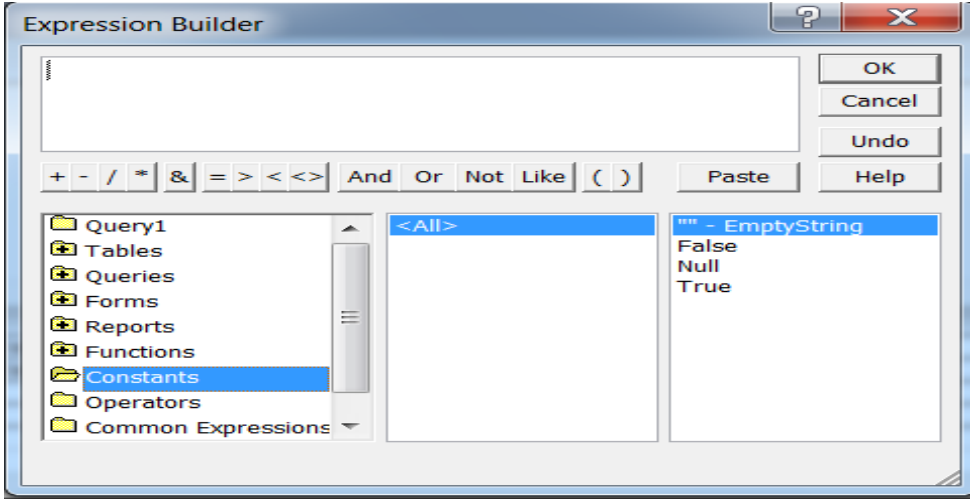 Expression Builder
?
OK
Cancel
Undo
+ - / * & = > < <> And Or Not Like ( ) Paste Help
Query1
Tables
Queries
Forms
Reports
Functions
Constants
Operators
Common Expressions
<All>
"" - EmptyString
False
Null
True